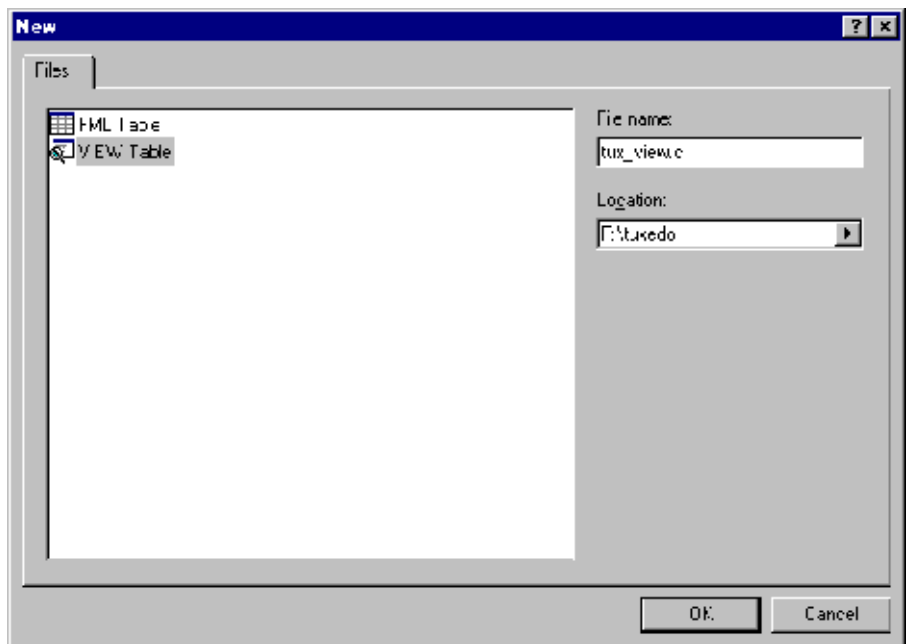 New
Files
FML Table
VIEW Table
File name:
tux_view.c
Location:
F:\tuxedo
OK
Cancel